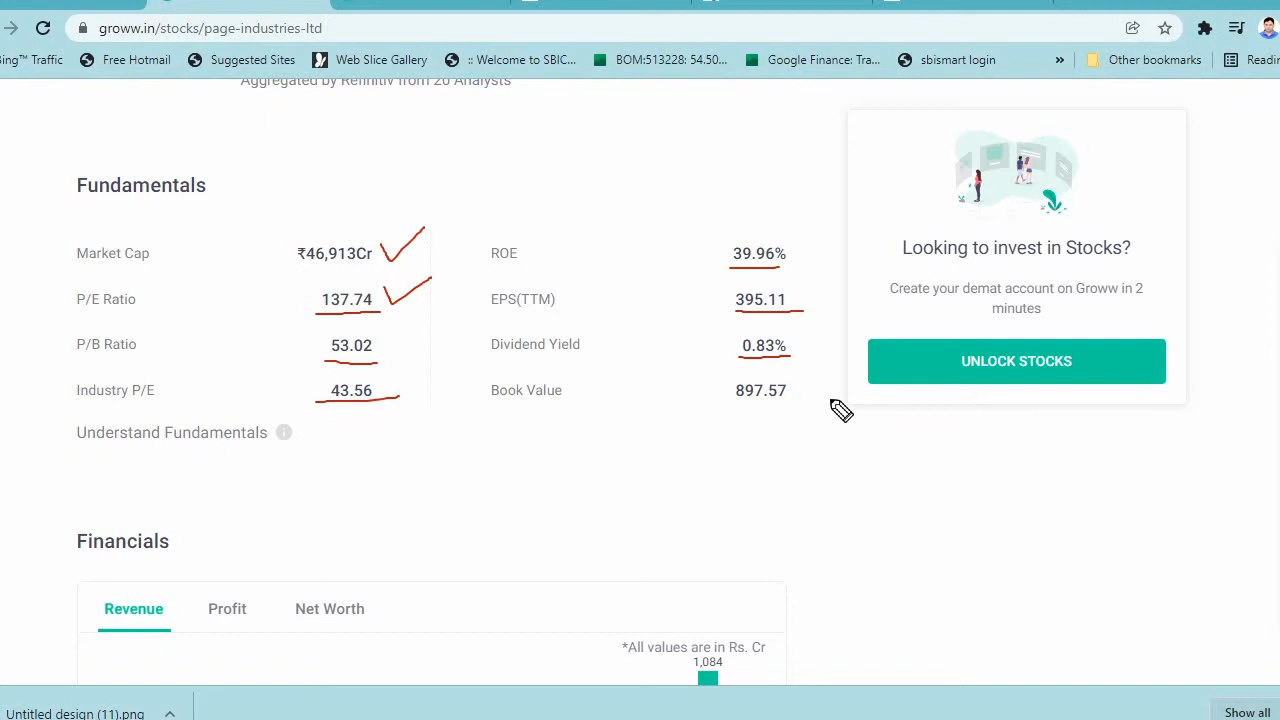 groww.in/stocks/page-industries-ltd
Bing™ Traffic Free Hotmail Suggested Sites Web Slice Gallery :: Welcome to SBIC... BOM:513228: 54.50... Google Finance: Tra... sbismart login » Other bookmarks
Aggregated by Refinitiv from 20 Analysts
Fundamentals
Market Cap ₹46,913Cr ROE 39.96%
P/E Ratio 137.74 EPS(TTM) 395.11
P/B Ratio 53.02 Dividend Yield 0.83%
Industry P/E 43.56 Book Value 897.57
Understand Fundamentals
Looking to invest in Stocks?
Create your demat account on Groww in 2
minutes
UNLOCK STOCKS
Financials
Revenue Profit Net Worth
*All values are in Rs. Cr
1,084
Untitled design (11).png Show all